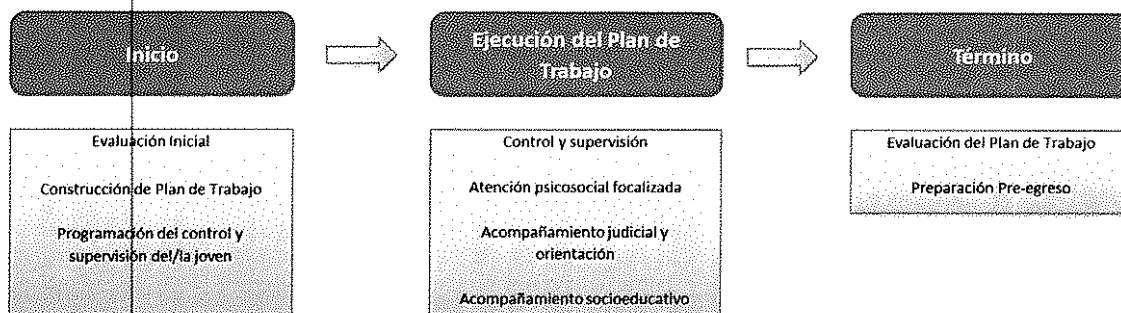 Inicio
Evaluación Inicial
Construcción de Plan de Trabajo
Programación del control y
supervisión del/la joven
Ejecución del Plan de
Trabajo
Control y supervisión
Atención psicosocial focalizada
Acompañamiento judicial y
orientación
Acompañamiento socioeducativo
Término
Evaluación del Plan de Trabajo
Preparación Pre-egreso